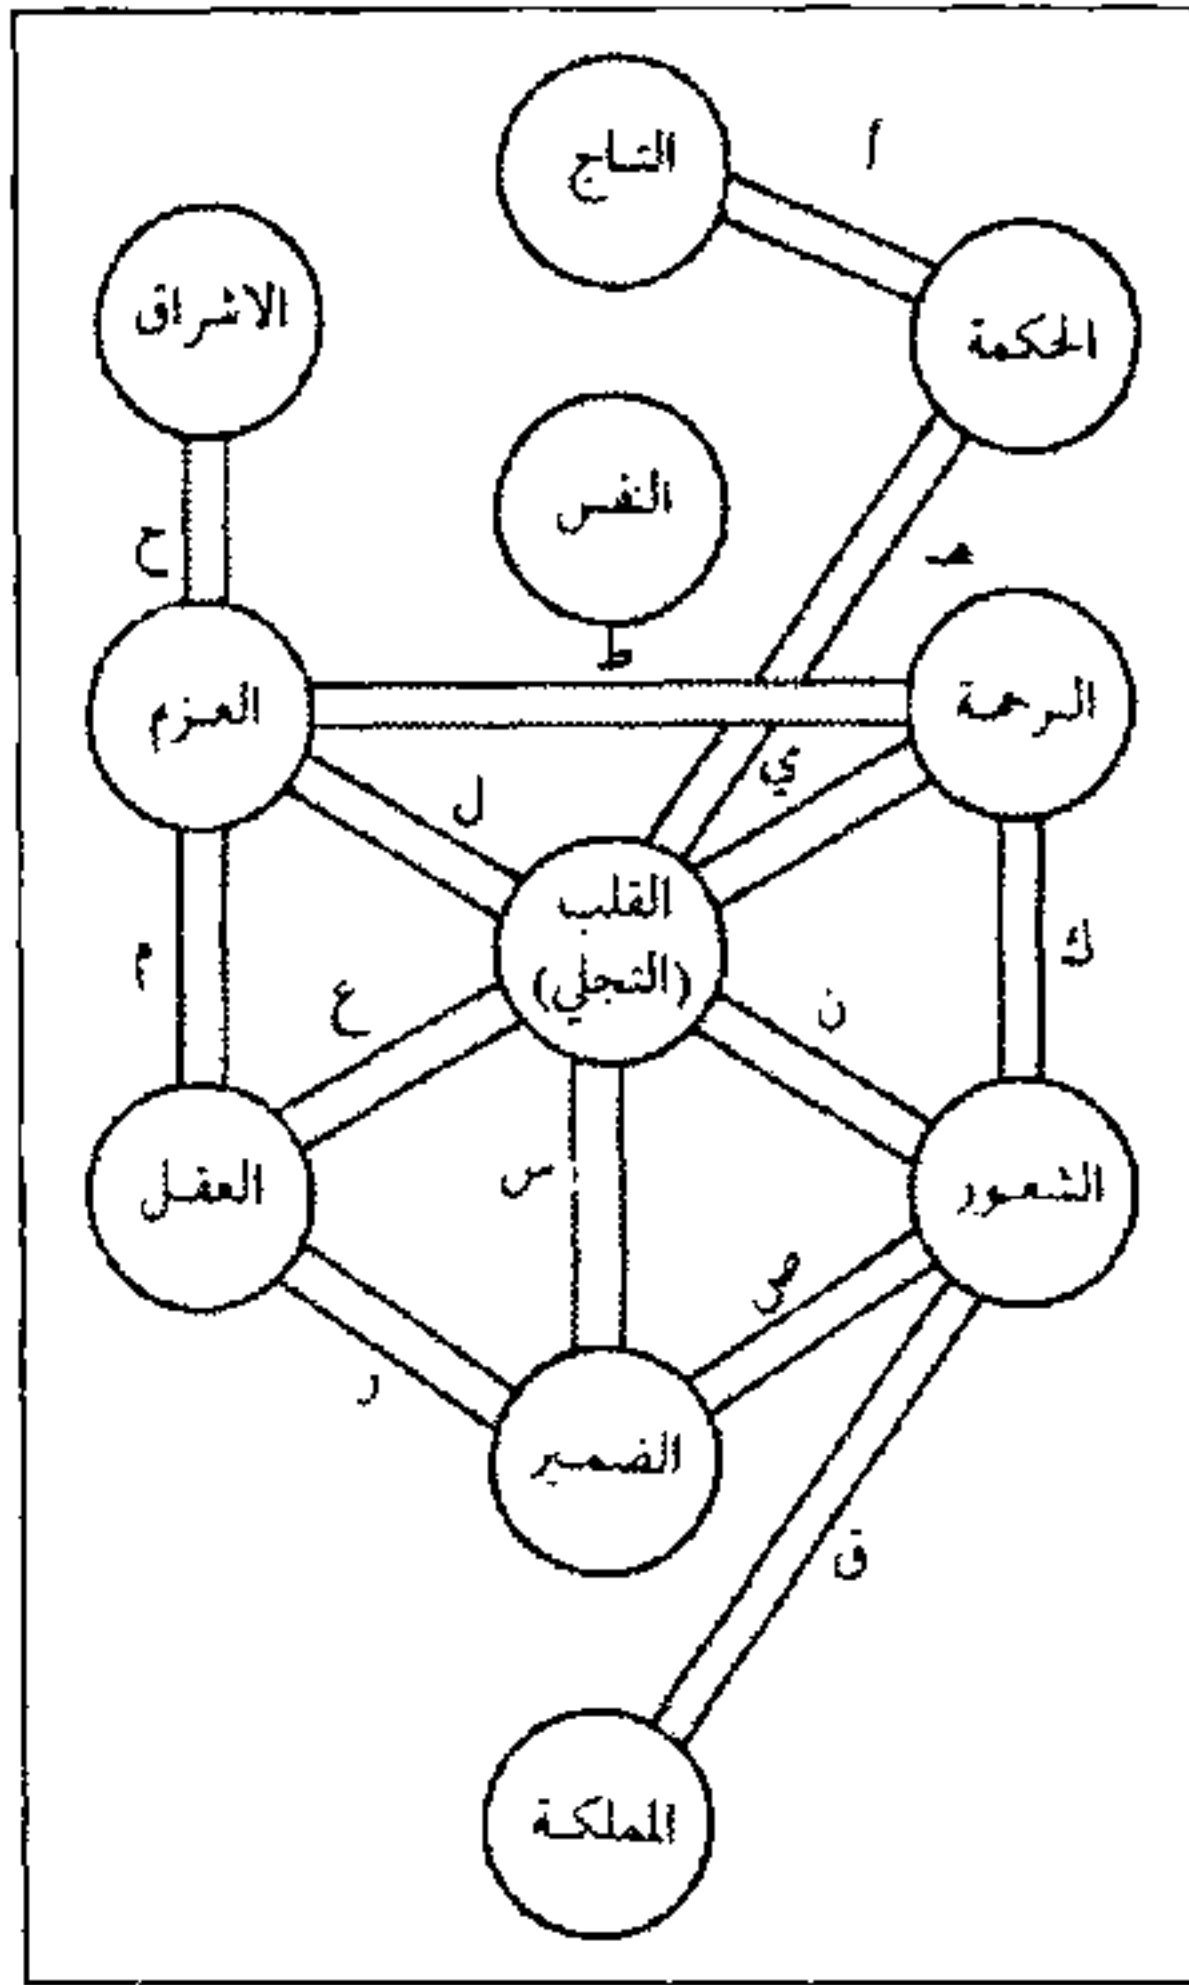 أ
التاج
الاشراق
الحكمة
النفس
ح
هـ
ط
العزم
الرحمة
ي
ل
القلب
(التجلي)
م
ك
ع
ن
س
العقل
الشعور
ص
ر
الضمير
ق
المملكة